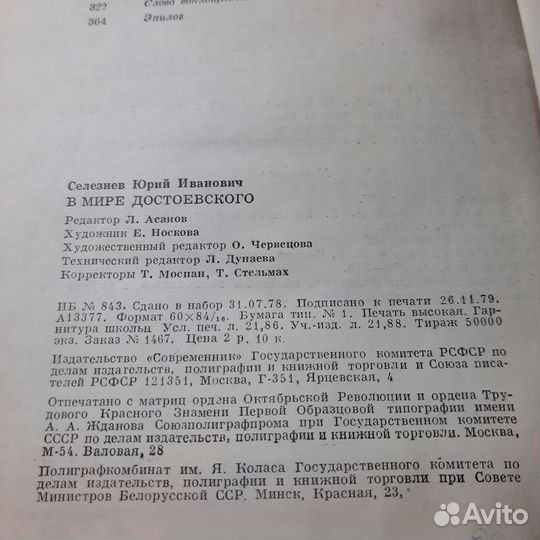 322 Слово
364 Эпилог
Селезнев Юрий Иванович
В МИРЕ ДОСТОЕВСКОГО
Редактор Л. Асанов
Художник Е. Носкова
Художественный редактор О. Червецова
Технический редактор Л. Дунаева
Корректоры Т. Моспан, Т. Стельмах
ИБ № 843. Сдано в набор 31.07.78. Подписано к печати 26.11.79.
А13377. Формат 60×84/16. Бумага тип. № 1. Печать высокая. Гар-
нитура школьн. Усл. печ. л. 21,86. Уч.-изд. л. 21,88. Тираж 50000
экз. Заказ № 1467. Цена 2 р. 10 к.
Издательство «Современник» Государственного комитета РСФСР по
делам издательств, полиграфии и книжной торговли и Союза писа-
телей РСФСР 121351, Москва, Г-351, Ярцевская, 4
Отпечатано с матриц ордена Октябрьской Революции и ордена Тру-
дового Красного Знамени Первой Образцовой типографии имени
А. А. Жданова Союзполиграфпрома при Государственном комитете
СССР по делам издательств, полиграфии и книжной торговли. Москва,
М-54. Валовая, 28
Полиграфкомбинат им. Я. Коласа Государственного комитета по
делам издательств, полиграфии и книжной торговли при Совете
Министров Белорусской ССР. Минск, Красная, 23.
Avito